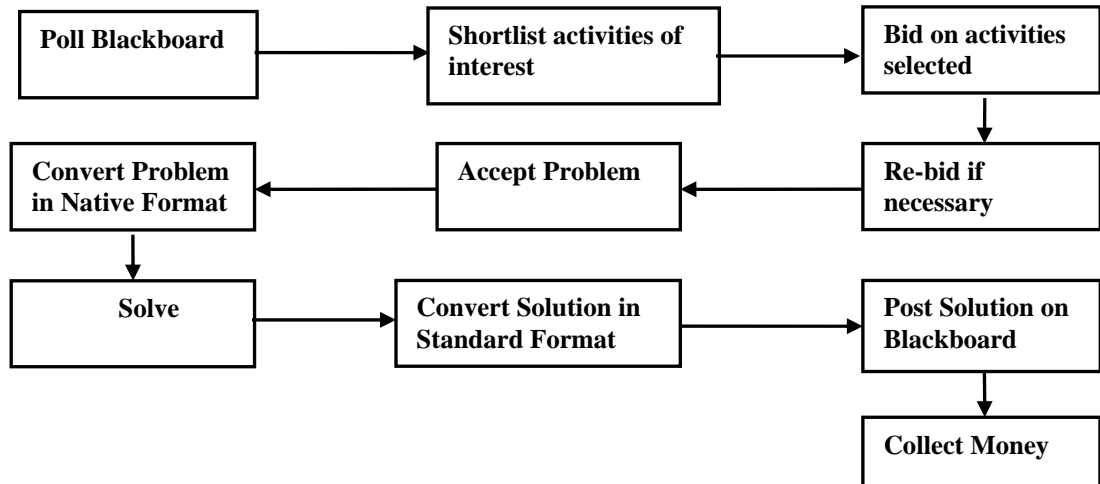 Poll Blackboard
Shortlist activities of
interest
Bid on activities
selected
Re-bid if
necessary
Accept Problem
Convert Problem
in Native Format
Solve
Convert Solution in
Standard Format
Post Solution on
Blackboard
Collect Money